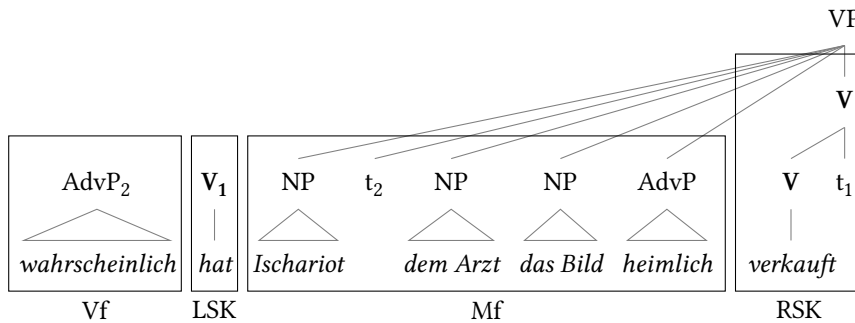 VP
V
AdvP₂ V₁ NP t₂ NP NP AdvP V t₁
wahrscheinlich hat Ischariot dem Arzt das Bild heimlich verkauft
Vf LSK Mf RSK